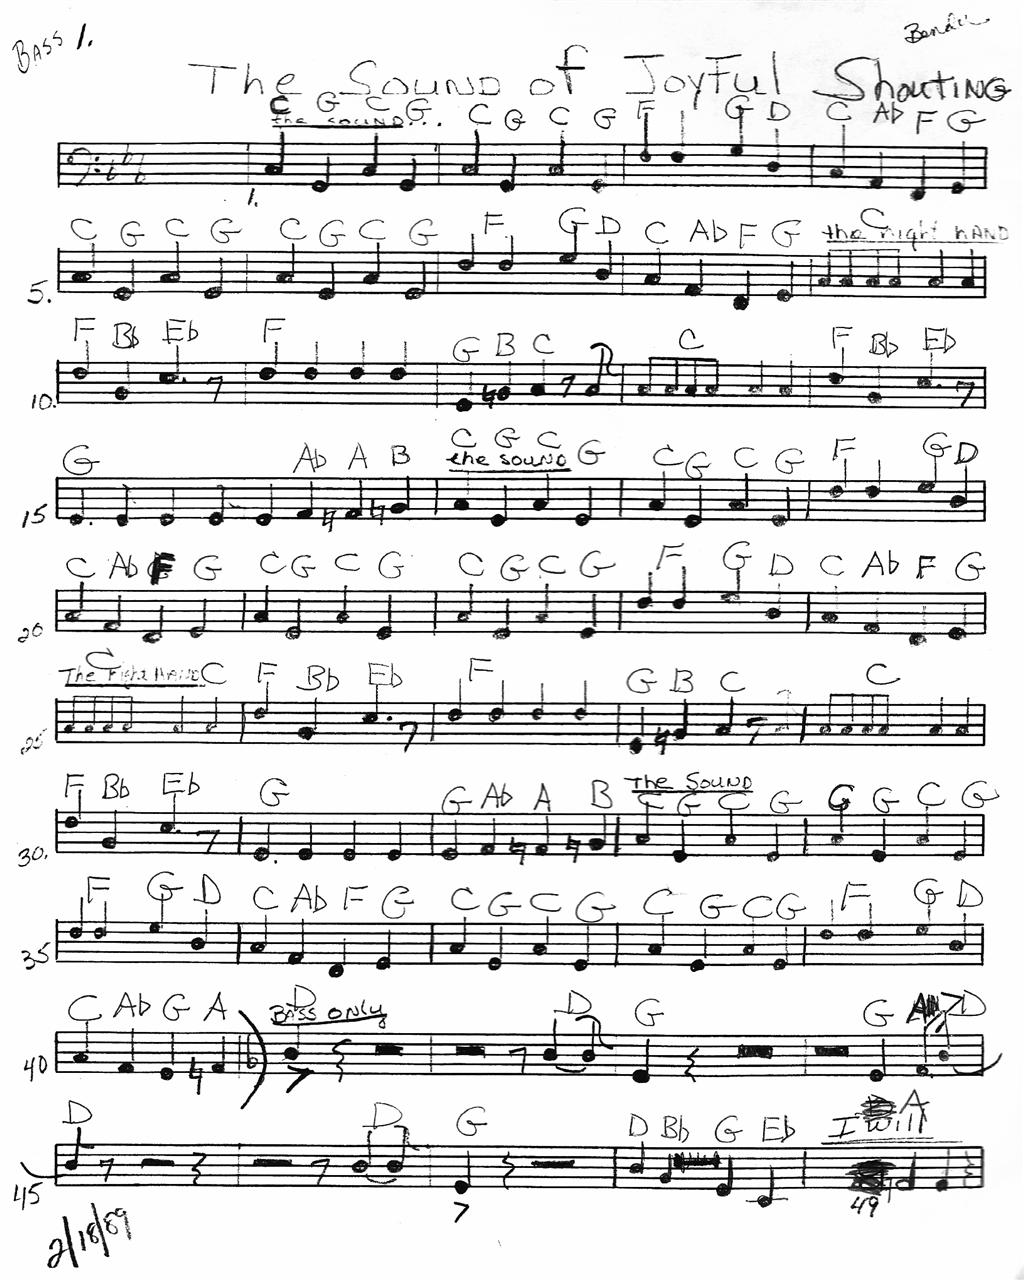 BASS 1.
The Sound of Joyful Shouting
C G C G C G C G F G D C Ab F G
the sound...
1.
C G C G C G C G F G D C Ab F G C
the right hand
5.
F Bb Eb F G B C C F Bb Eb
10.
G Ab A B C G C G C G C G F G D
the sound
15
C Ab F G C G C G C G C G F G D C Ab F G
20
C C F Bb Eb F G B C C
The right hand
25
F Bb Eb G G Ab A B C G C G G G C G
The Sound
30.
F G D C Ab F G C G C G C G C G F G D
35
C Ab G A D D G G Am7 D
Bass only
40
D D G D Bb G Eb A
I will
45
49
2/18/89